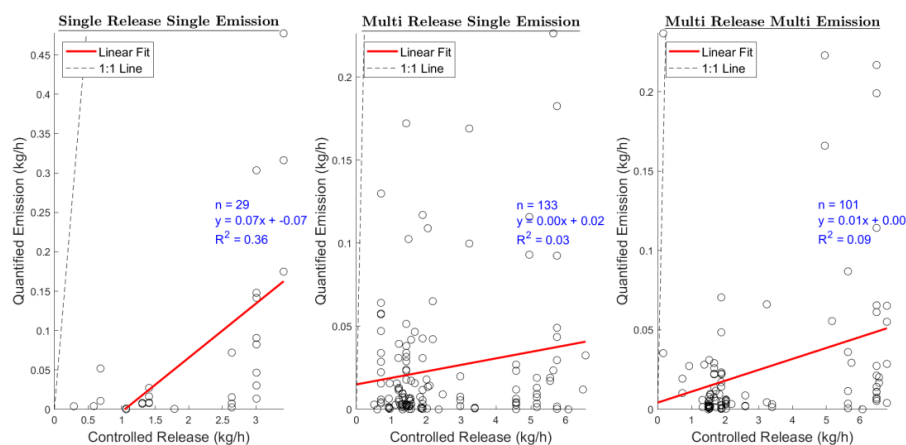 Single Release Single Emission
Linear Fit
1:1 Line
n = 29
y = 0.07x + -0.07
R² = 0.36
Quantified Emission (kg/h)
0
0.05
0.1
0.15
0.2
0.25
0.3
0.35
0.4
0.45
0
0.5
1
1.5
2
2.5
3
Controlled Release (kg/h)
Multi Release Single Emission
Linear Fit
1:1 Line
n = 133
y = 0.00x + 0.02
R² = 0.03
Quantified Emission (kg/h)
0
0.05
0.1
0.15
0.2
0
1
2
3
4
5
6
Controlled Release (kg/h)
Multi Release Multi Emission
Linear Fit
1:1 Line
n = 101
y = 0.01x + 0.00
R² = 0.09
Quantified Emission (kg/h)
0
0.05
0.1
0.15
0.2
0
1
2
3
4
5
6
Controlled Release (kg/h)